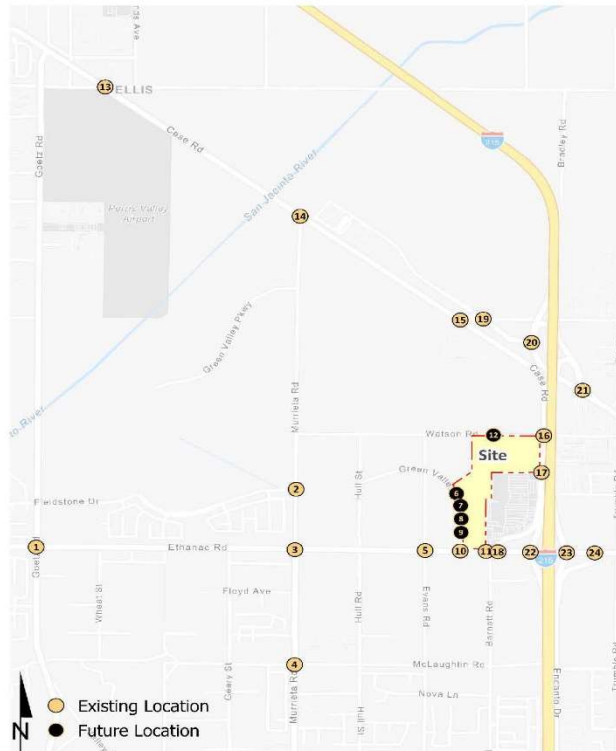 13
ELLIS
Case Rd
Goetz Rd
215
Bradley Rd
Perris Valley
Airport
San Jacinto River
14
Green Valley Pkwy
15
19
20
Case Rd
21
Murrieta Rd
Watson Rd
12
16
Site
17
Hull St
Green Valle
6
2
7
Fieldstone Dr
8
9
1
Ethanac Rd
3
5
10
11
18
22
215
23
24
Wheat St
Floyd Ave
Hull Rd
Evans Rd
Barnett Rd
4
McLaughlin Rd
Geary St
Murrieta Rd
Hull St
Nova Ln
Encanto Dr
Existing Location
Future Location
N